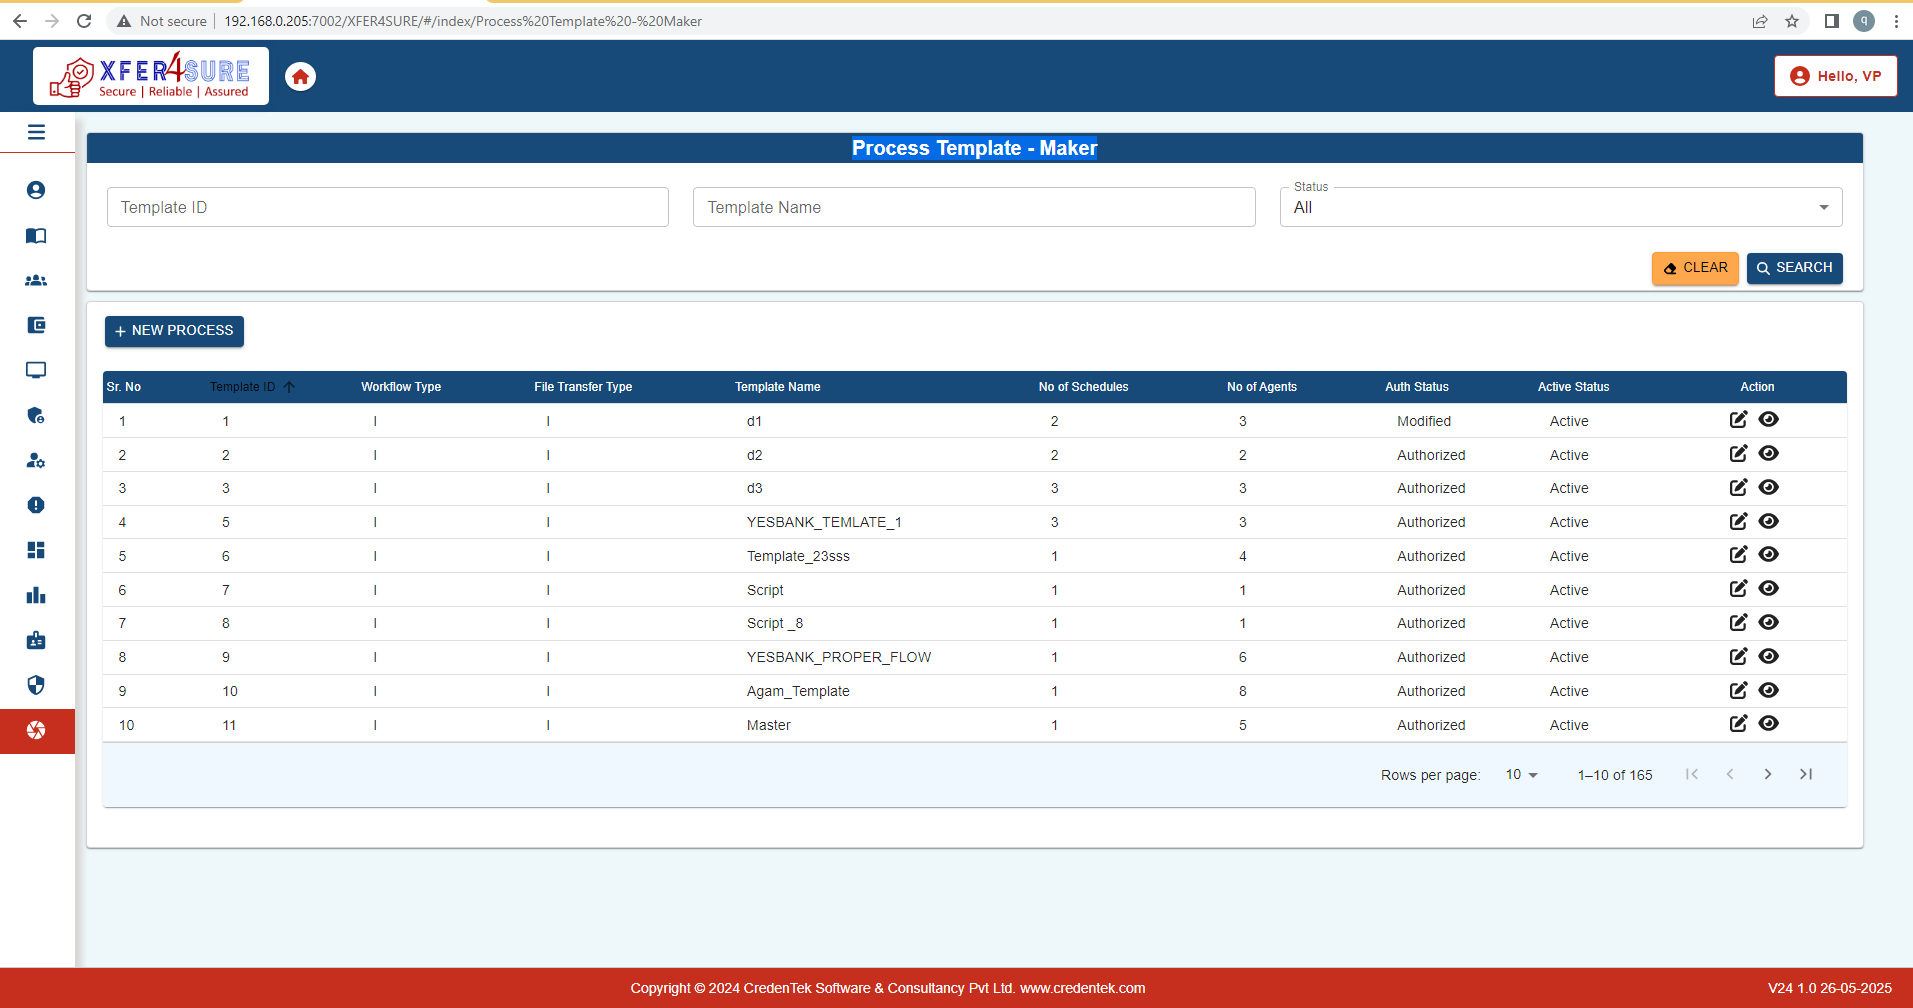 Not secure | 192.168.0.205:7002/XFER4SURE/#/index/Process%20Template%20-%20Maker
q
XFER4SURE
Secure | Reliable | Assured
Hello, VP
Process Template - Maker
Template ID
Template Name
Status
All
CLEAR
SEARCH
+ NEW PROCESS
Sr. No Template ID Workflow Type File Transfer Type Template Name No of Schedules No of Agents Auth Status Active Status Action
1 1 I I d1 2 3 Modified Active
2 2 I I d2 2 2 Authorized Active
3 3 I I d3 3 3 Authorized Active
4 5 I I YESBANK_TEMLATE_1 3 3 Authorized Active
5 6 I I Template_23sss 1 4 Authorized Active
6 7 I I Script 1 1 Authorized Active
7 8 I I Script _8 1 1 Authorized Active
8 9 I I YESBANK_PROPER_FLOW 1 6 Authorized Active
9 10 I I Agam_Template 1 8 Authorized Active
10 11 I I Master 1 5 Authorized Active
Rows per page: 10 1–10 of 165
Copyright © 2024 CredenTek Software & Consultancy Pvt Ltd. www.credentek.com
V24 1.0 26-05-2025